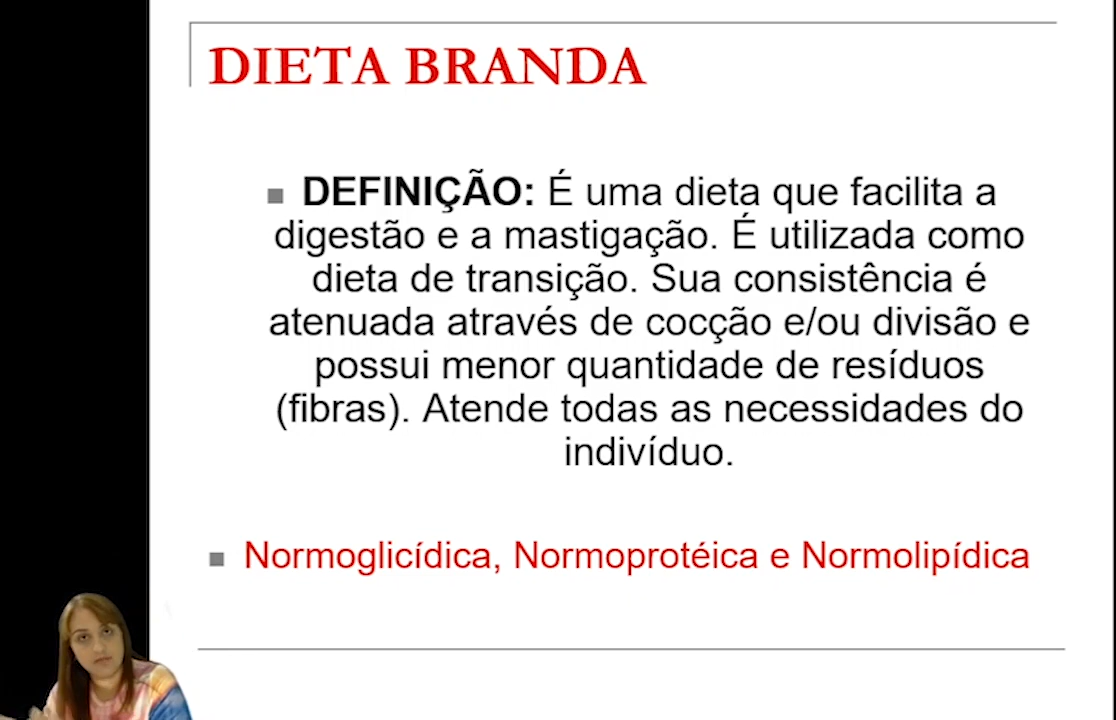 DIETA BRANDA
DEFINIÇÃO: É uma dieta que facilita a
digestão e a mastigação. É utilizada como
dieta de transição. Sua consistência é
atenuada através de cocção e/ou divisão e
possui menor quantidade de resíduos
(fibras). Atende todas as necessidades do
indivíduo.
Normoglicídica, Normoprotéica e Normolipídica